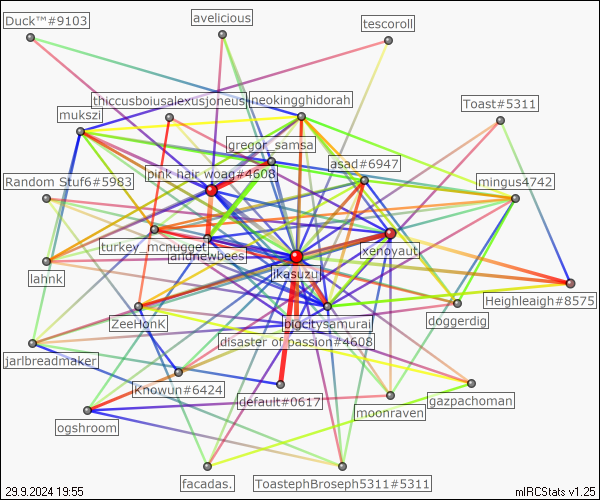 avelicious
Duck™#9103
tescoroll
thiccusboiusalexusjoneus
neokingghidorah
Toast#5311
mukszi
gregor_samsa
asad#6947
pink hair woag#4608
Random Stuf6#5983
mingus4742
turkey_mcnugget
andnewbees
xenoyaut
lahnk
ikasuzu
Heighleaigh#8575
ZeeHonK
bigcitysamurai
doggerdig
disaster of passion#4608
jarlbreadmaker
Knowun#6424
default#0617
gazpachoman
moonraven
ogshroom
facadas.
ToastephBroseph5311#5311
29.9.2024 19:55
mIRCStats v1.25